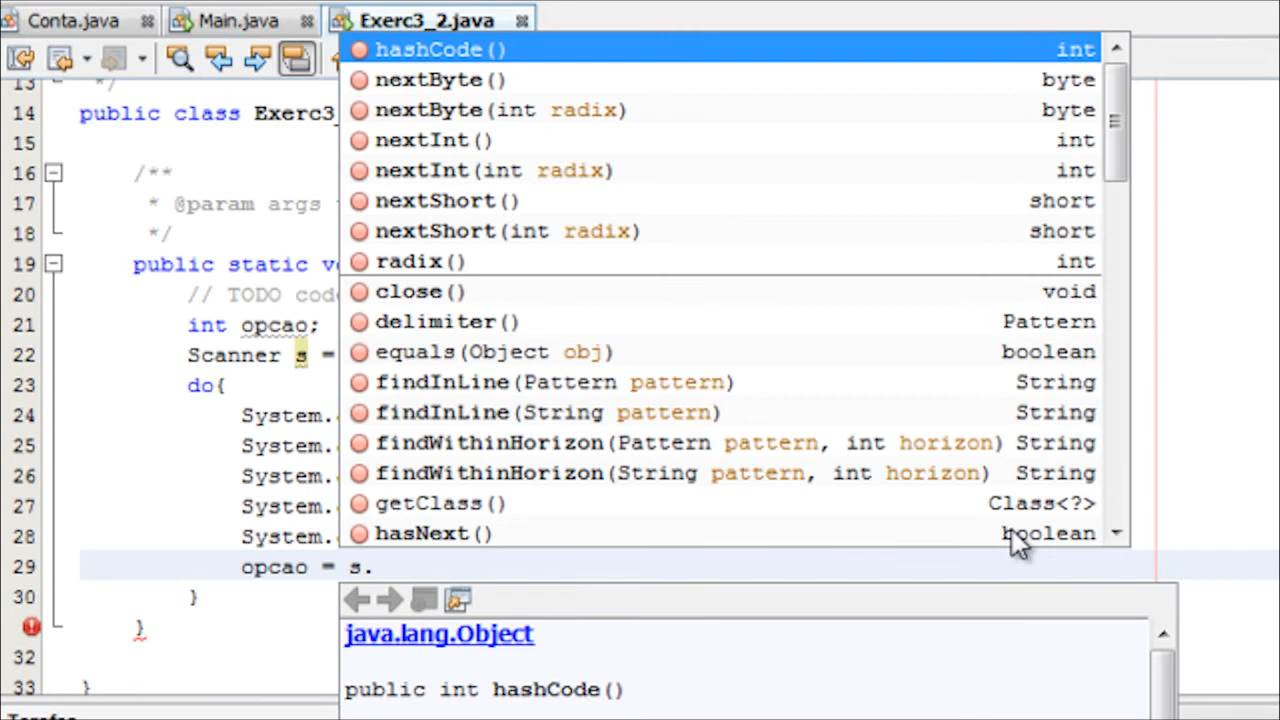 Conta.java Main.java Exerc3_2.java
hashCode() int
nextByte() byte
13 */ nextByte(int radix) byte
14 public class Exerc3_
15 nextInt() int
16 /** nextInt(int radix) int
17 * @param args nextShort() short
18 */ nextShort(int radix) short
19 public static radix() int
20 // TODO close() void
21 int opcao; delimiter() Pattern
22 Scanner s = equals(Object obj) boolean
23 do{ findInLine(Pattern pattern) String
24 System. findInLine(String pattern) String
25 System. findWithinHorizon(Pattern pattern, int horizon) String
26 System. findWithinHorizon(String pattern, int horizon) String
27 System. getClass() Class<?>
28 System. hasNext() boolean
29 opcao = s.
30 }
}
java.lang.Object
32
33 } public int hashCode()